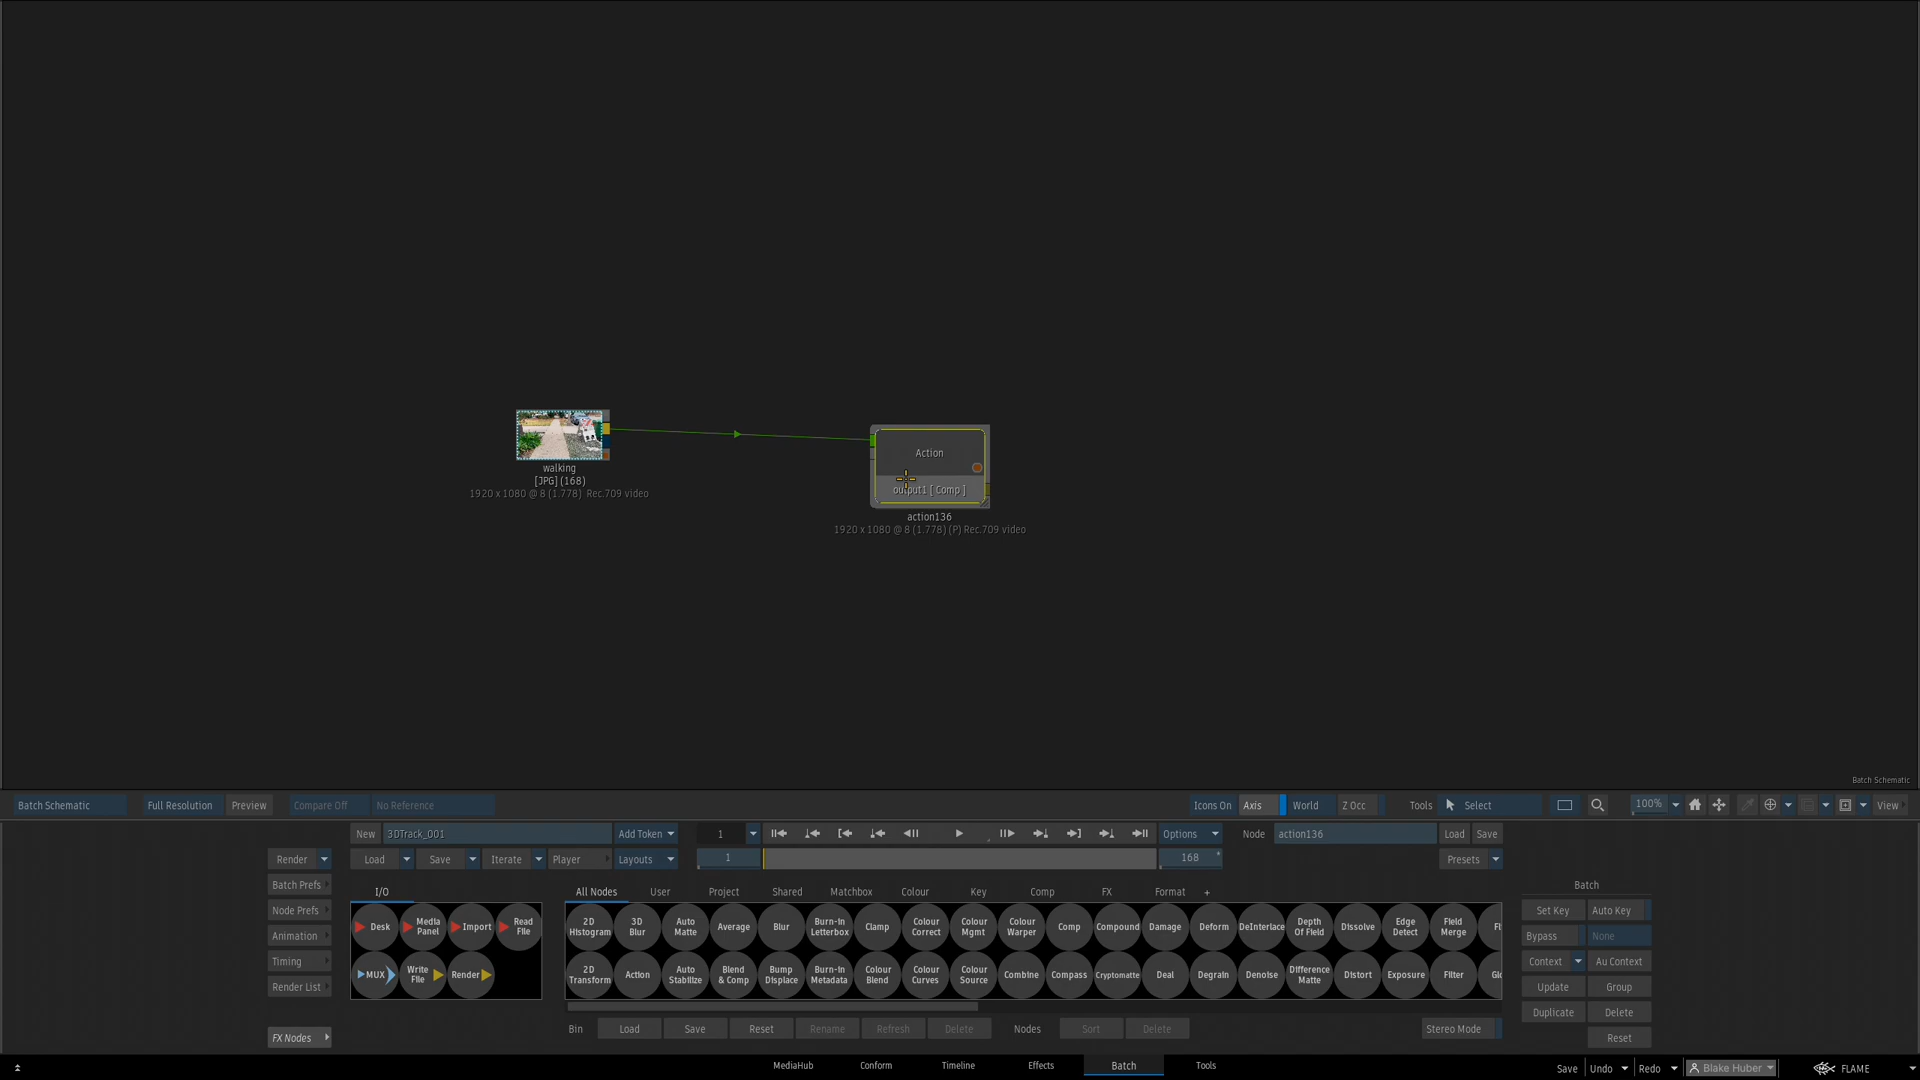 Action
output1 [ Comp ]
walking
[JPG] (168)
1920 x 1080 @ 8 (1.778) Rec.709 video
action136
1920 x 1080 @ 8 (1.778) (P) Rec.709 video
Batch Schematic
Batch Schematic Full Resolution Preview Compare Off No Reference Icons On Axis World Z Occ Tools Select 100% View
New 3DTrack_001 Add Token 1 Options Node action136 Load Save
Render Load Save Iterate Player Layouts 1 168 Presets
Batch Prefs I/O All Nodes User Project Shared Matchbox Colour Key Comp FX Format + Batch
Node Prefs Set Key Auto Key
Desk Media Panel Import Read File 2D Histogram 3D Blur Auto Matte Average Blur Burn-In Letterbox Clamp Colour Correct Colour Mgmt Colour Warper Comp Compound Damage Deform DeInterlace Depth Of Field Dissolve Edge Detect Field Merge Fl
Animation Bypass None
Timing Context Au Context
MUX Write File Render 2D Transform Action Auto Stabilize Blend & Comp Bump Displace Burn-In Metadata Colour Blend Colour Curves Colour Source Combine Compass Cryptomatte Deal Degrain Denoise Difference Matte Distort Exposure Filter Glo
Render List Update Group
Duplicate Delete
FX Nodes Bin Load Save Reset Rename Refresh Delete Nodes Sort Delete Stereo Mode Reset
MediaHub Conform Timeline Effects Batch Tools Save Undo Redo Blake Huber FLAME